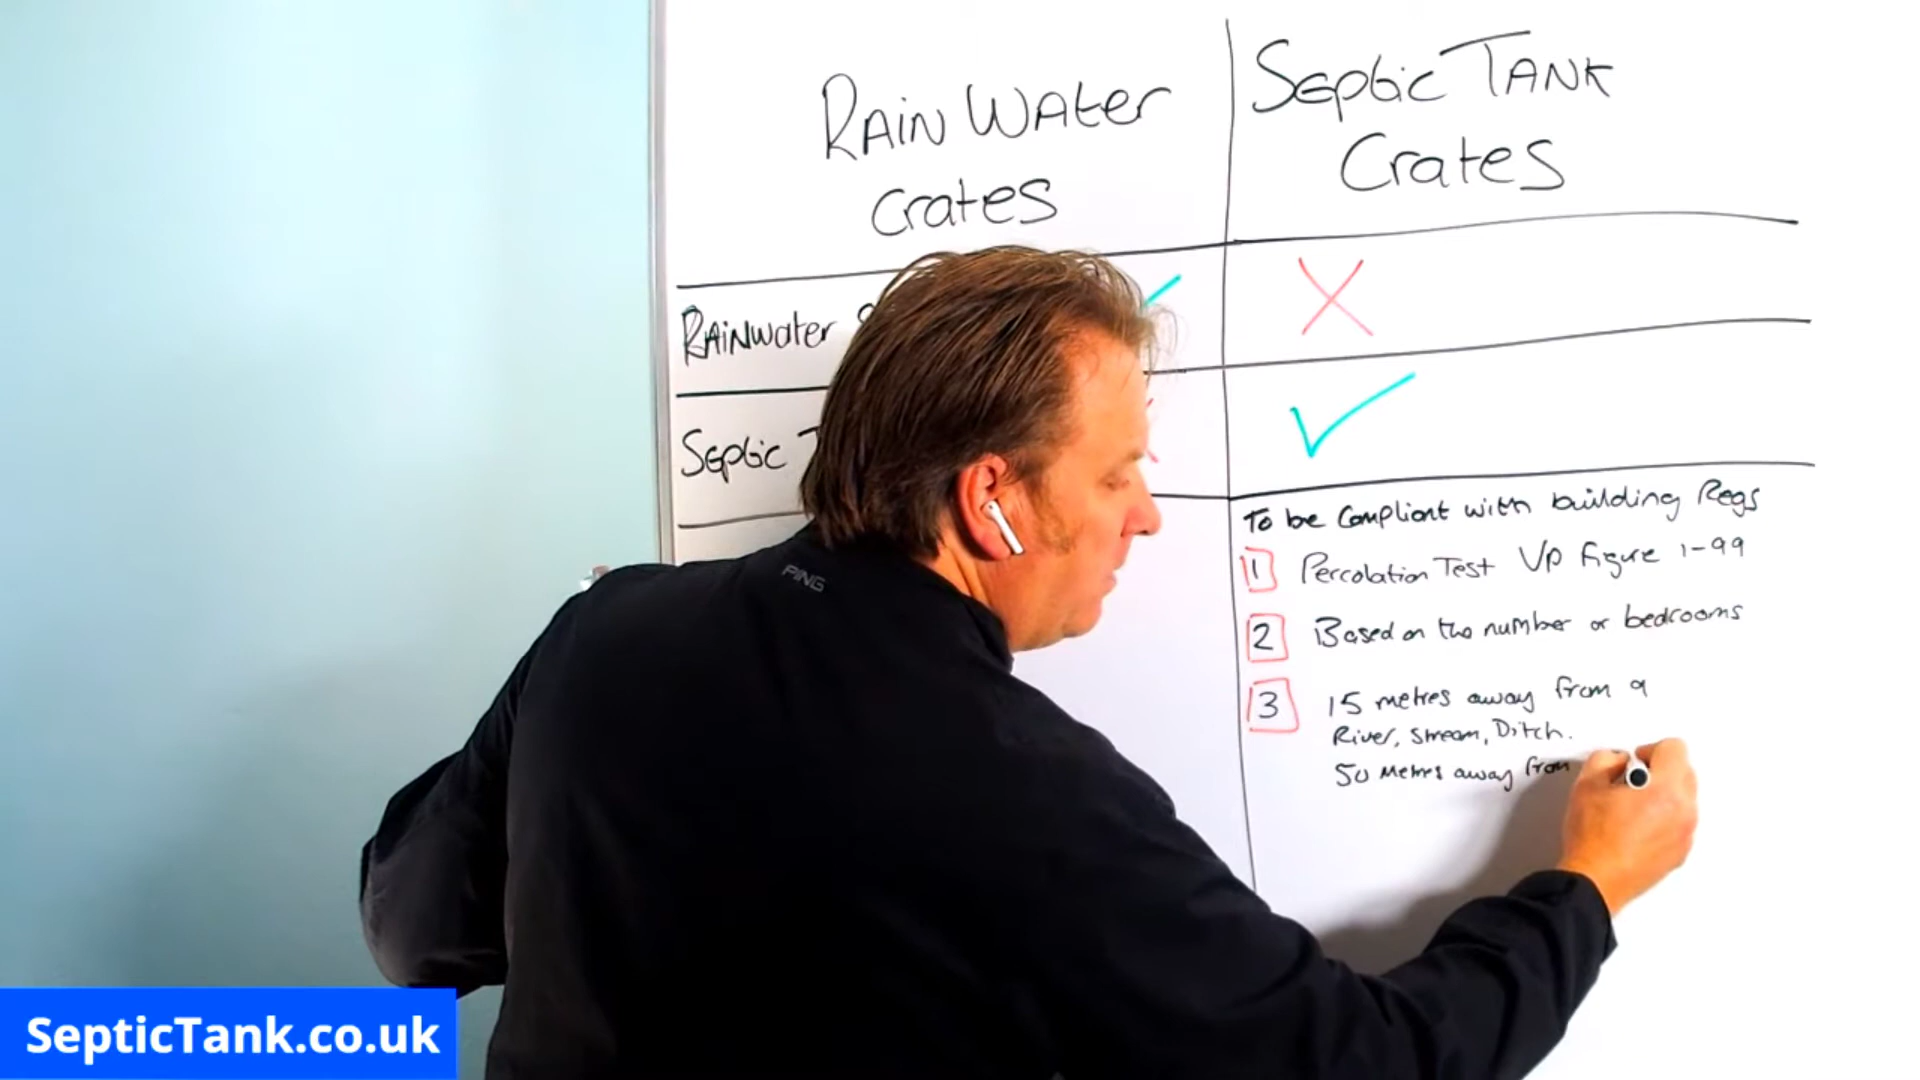 Rain Water
Crates
Septic Tank
Crates
Rainwater
Septic T
To be Compliant with building Regs
1 Percolation Test Vp figure 1-99
2 Based on the number or bedrooms
3 15 metres away from a
River, Stream, Ditch.
50 Metres away from
PING
SepticTank.co.uk